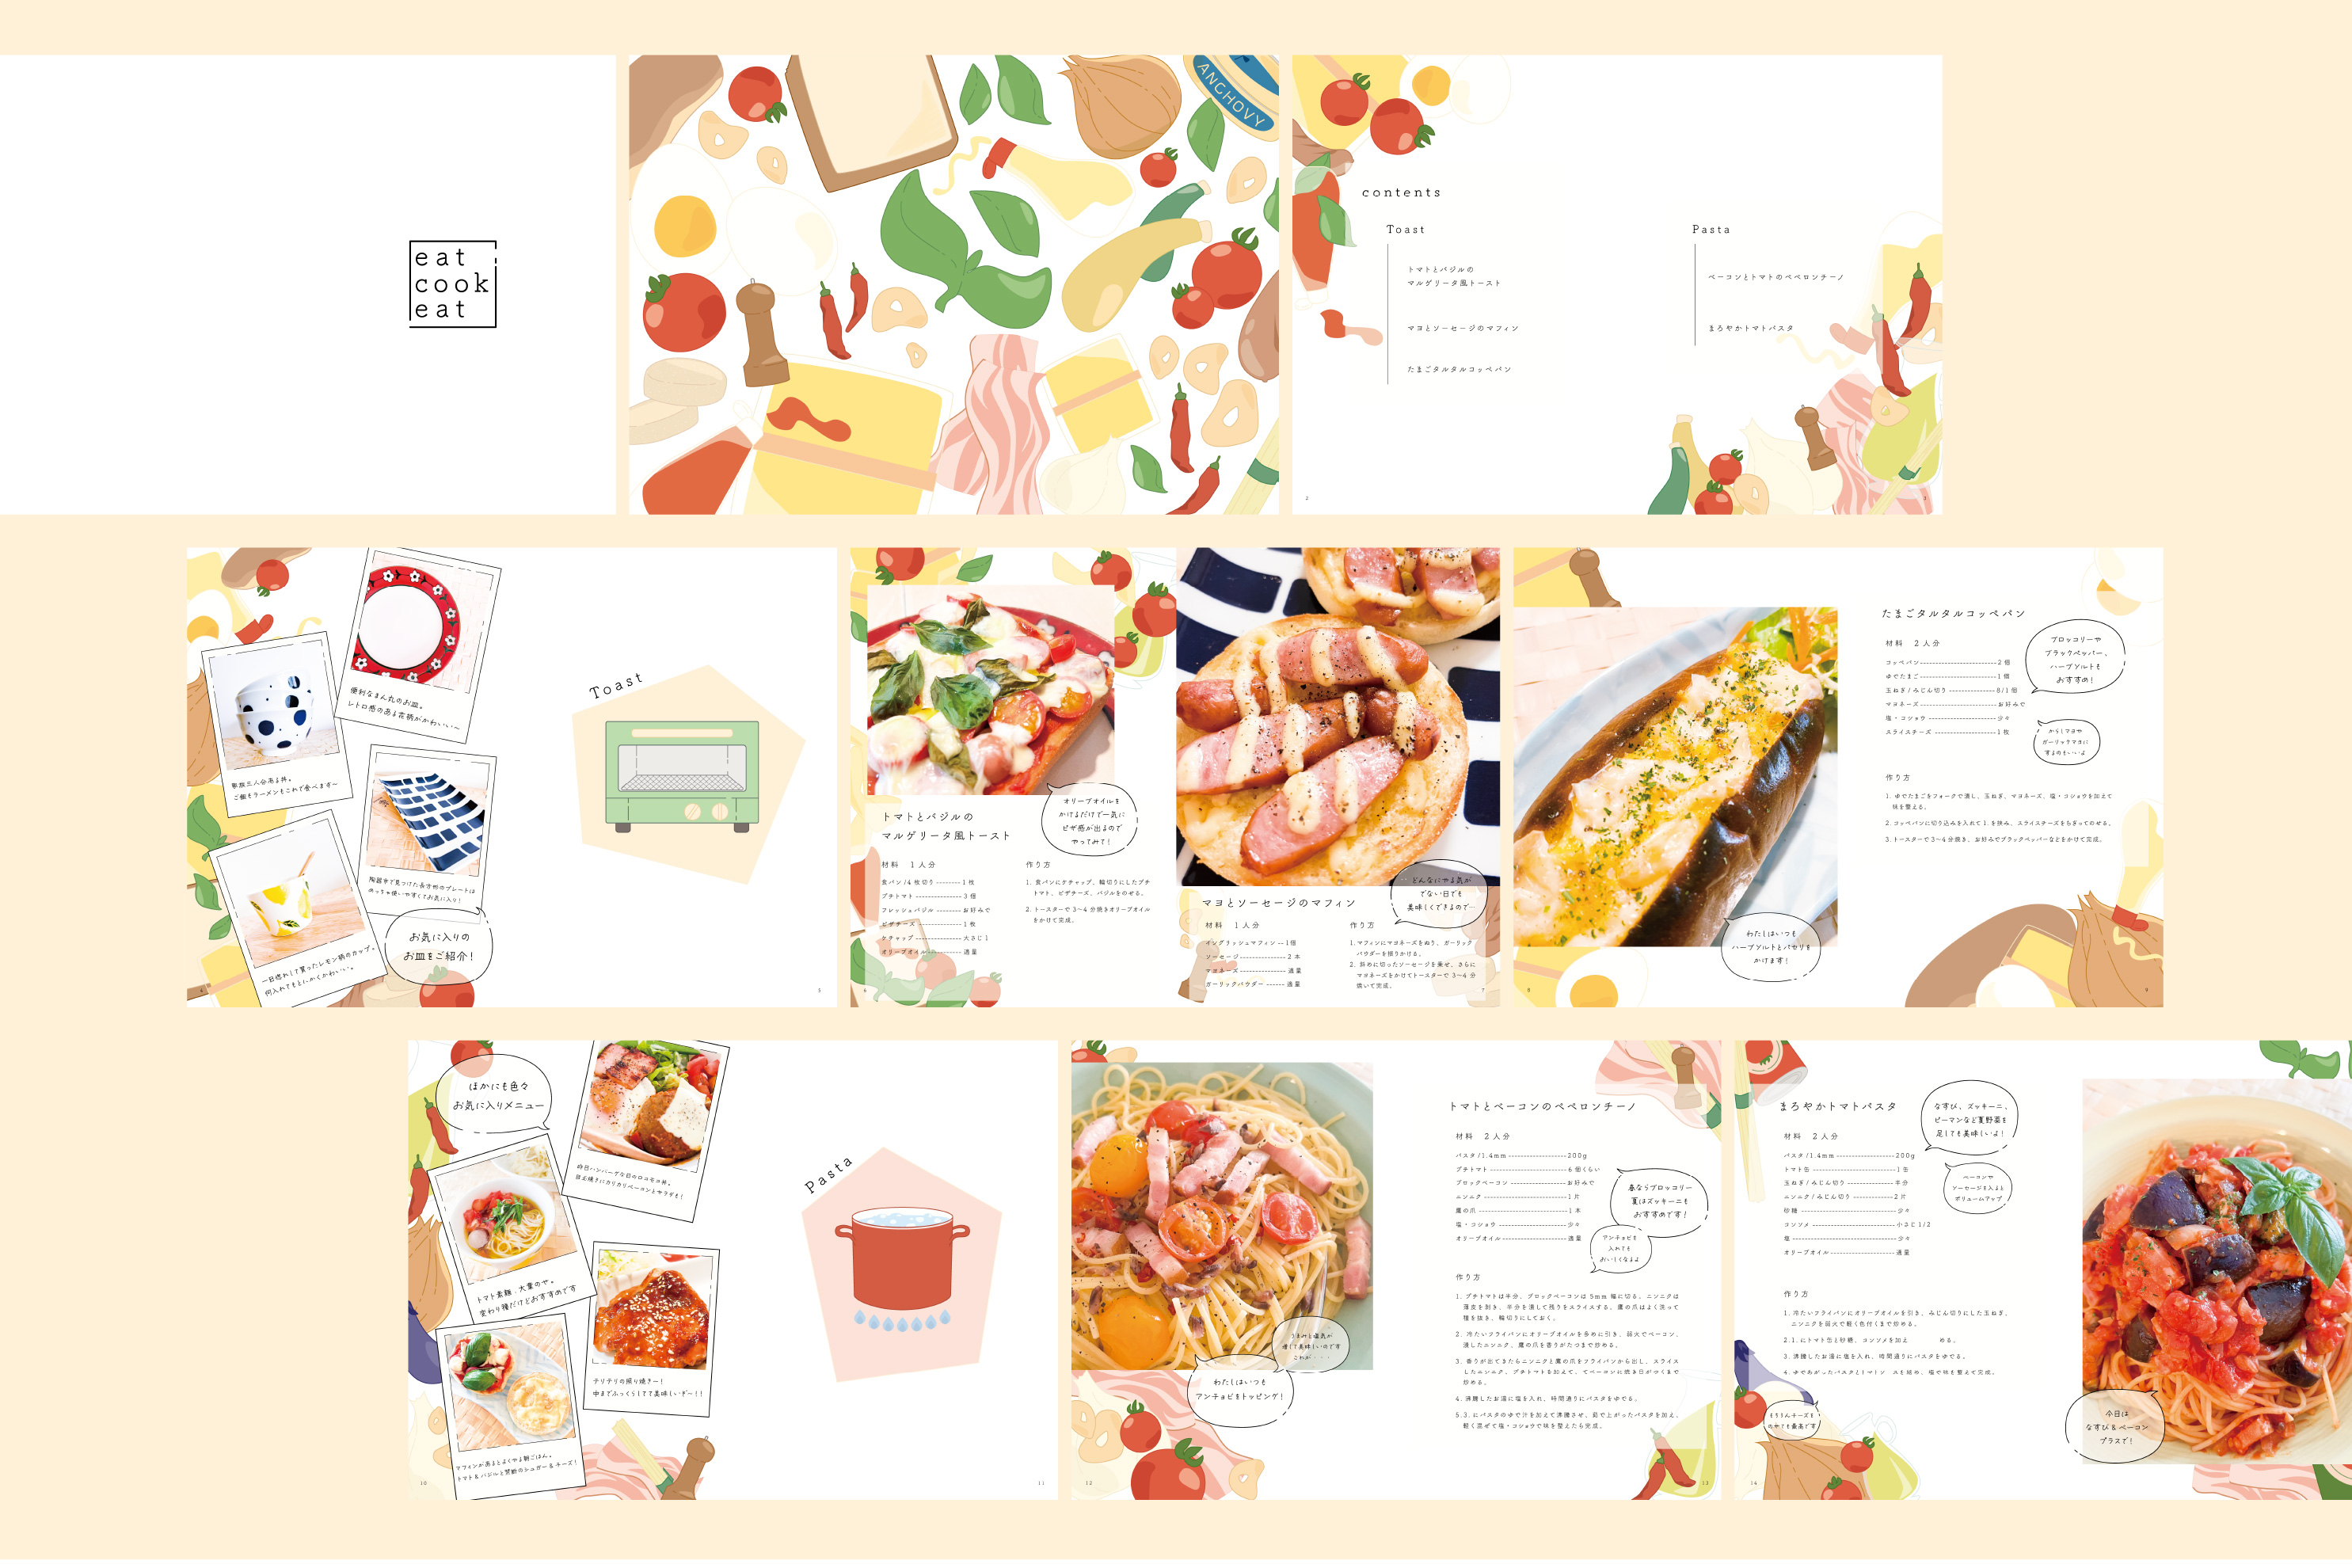 eat
cook
eat
ANCHOVY
contents
Toast
トマトとバジルの
マルゲリータ風トースト
マヨとソーセージのマフィン
たまごタルタルコッペパン
Pasta
ベーコンとトマトのペペロンチーノ
まろやかトマトパスタ
2
3
便利なまん丸のお皿。
レトロ感のある花柄がかわいい〜
家族三人分ある丼。
ご飯もラーメンもこれで食べます〜
陶器市で見つけた長方形のプレートは
めっちゃ使いやすくてお気に入り!
一目惚れして買ったレモン柄のカップ。
何入れてもとにかくかわいい。
お気に入りの
お皿をご紹介!
4
Toast
5
オリーブオイルを
かけるだけで一気に
ピザ感が出るので
やってみて!
トマトとバジルの
マルゲリータ風トースト
材料 1人分
食パン/4枚切り --------1枚
プチトマト --------3個
フレッシュバジル --------お好みで
ピザチーズ --------1枚
ケチャップ --------大さじ1
オリーブオイル --------適量
作り方
1. 食パンにケチャップ、輪切りにしたプチ
トマト、ピザチーズ、バジルをのせる。
2. トースターで3〜4分焼きオリーブオイル
をかけて完成。
6
どんなにやる気が
でない日でも
美味しくできるので…
マヨとソーセージのマフィン
材料 1人分
イングリッシュマフィン --1個
ソーセージ --------2本
マヨネーズ --------適量
ガーリックパウダー ------適量
作り方
1. マフィンにマヨネーズをぬり、ガーリック
パウダーを振りかける。
2. 斜めに切ったソーセージを乗せ、さらに
マヨネーズをかけてトースターで3〜4分
焼いて完成。
7
わたしはいつも
ハーブソルトとパセリを
かけます!
8
たまごタルタルコッペパン
材料 2人分
コッペパン--------2個
ゆでたまご--------1個
玉ねぎ/みじん切り --------8/1個
マヨネーズ--------お好みで
塩・コショウ --------少々
スライスチーズ--------1枚
ブロッコリーや
ブラックペッパー、
ハーブソルトも
おすすめ!
からしマヨや
ガーリックマヨに
するのもいいよ
作り方
1. ゆでたまごをフォークで潰し、玉ねぎ、マヨネーズ、塩・コショウを加えて
味を整える。
2. コッペパンに切り込みを入れて1.を挟み、スライスチーズをちぎってのせる。
3. トースターで3〜4分焼き、お好みでブラックペッパーなどをかけて完成。
9
ほかにも色々
お気に入りメニュー
昨日ハンバーグな日のロコモコ丼。
目玉焼きにカリカリベーコンとサラダも!
トマト素麺、大葉のせ。
変わり種だけどおすすめです
テリテリの照り焼きー!
中までふっくらしてて美味しいぞ〜!!
マフィンがあるとよくやる朝ごはん。
トマト&バジルと禁断のシュガー&チーズ!
10
Pasta
11
うまみと塩気が
増して美味しいのです
これが…
わたしはいつも
アンチョビをトッピング!
12
トマトとベーコンのペペロンチーノ
材料 2人分
パスタ/1.4mm --------200g
プチトマト --------6個くらい
ブロックベーコン --------お好みで
ニンニク --------1片
鷹の爪 --------1本
塩・コショウ --------少々
オリーブオイル --------適量
春ならブロッコリー
夏はズッキーニも
おすすめです!
アンチョビを
入れても
おいしくなるよ
作り方
1. プチトマトは半分、ブロックベーコンは5mm幅に切る。ニンニクは
薄皮を剥き、半分を潰して残りをスライスする。鷹の爪はよく洗って
種を抜き、輪切りにしておく。
2. 冷たいフライパンにオリーブオイルを多めに引き、弱火でベーコン、
潰したニンニク、鷹の爪を香りがたつまで炒める。
3. 香りが出てきたらニンニクと鷹の爪をフライパンから出し、スライス
したニンニク、プチトマトを加えて、てベーコンに焼き目がつくまで
炒める。
4. 沸騰したお湯に塩を入れ、時間通りにパスタをゆでる。
5. 3. にパスタのゆで汁を加えて沸騰させ、茹で上がったパスタを加え、
軽く混ぜて塩・コショウで味を整えたら完成。
13
まろやかトマトパスタ
材料 2人分
パスタ/1.4mm --------200g
トマト缶 --------1缶
玉ねぎ/みじん切り --------半分
ニンニク/みじん切り --------2片
砂糖 --------少々
コンソメ --------小さじ1/2
塩 --------少々
オリーブオイル--------適量
なすび、ズッキーニ、
ピーマンなど夏野菜を
足しても美味しいよ!
ベーコンや
ソーセージを入ると
ボリュームアップ
作り方
1. 冷たいフライパンにオリーブオイルを引き、みじん切りにした玉ねぎ、
ニンニクを弱火で軽く色付くまで炒める。
2. 1. にトマト缶と砂糖、コンソメを加え める。
3. 沸騰したお湯に塩を入れ、時間通りにパスタをゆでる。
4. ゆであがったパスタとトマトソースを絡め、塩で味を整えて完成。
14
今日は
なすび&ベーコン
プラスで!